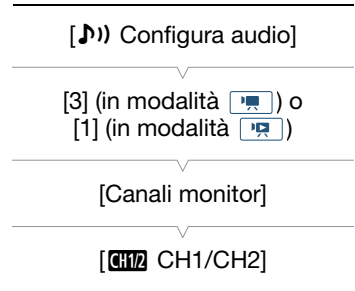 [♪)) Configura audio]
[3] (in modalità ) o
[1] (in modalità )
[Canali monitor]
[CH1/2 CH1/CH2]